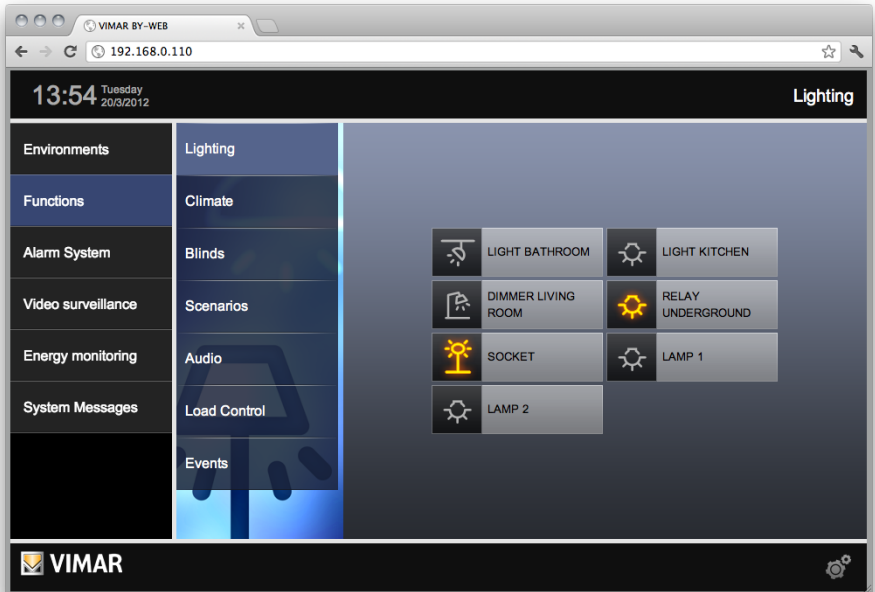 VIMAR BY-WEB
192.168.0.110
13:54 Tuesday
20/3/2012
Lighting
Environments
Functions
Alarm System
Video surveillance
Energy monitoring
System Messages
Lighting
Climate
Blinds
Scenarios
Audio
Load Control
Events
LIGHT BATHROOM
LIGHT KITCHEN
DIMMER LIVING
ROOM
RELAY
UNDERGROUND
SOCKET
LAMP 1
LAMP 2
VIMAR